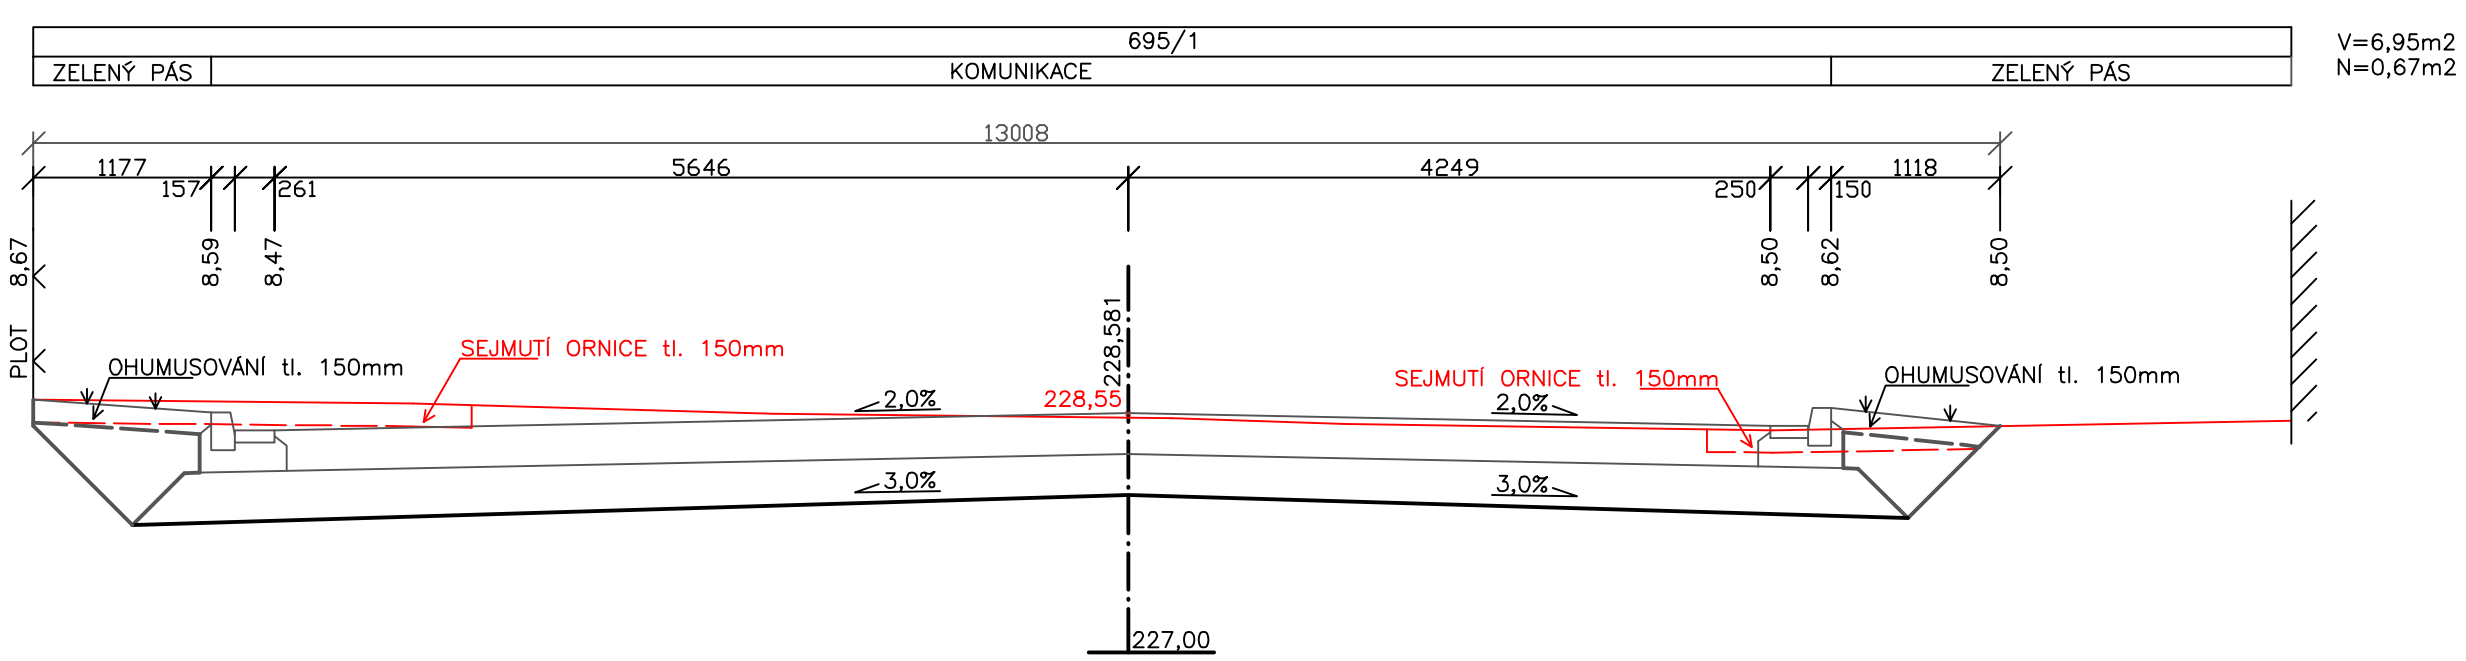 695/1
V=6,95m2
ZELENÝ PÁS
KOMUNIKACE
ZELENÝ PÁS
N=0,67m2
13008
1177
5646
4249
1118
157
261
250
150
8,67
8,59
8,47
8,50
8,62
8,50
PLOT
228,581
OHUMUSOVÁNÍ tl. 150mm
SEJMUTÍ ORNICE tl. 150mm
2,0%
228,55
SEJMUTÍ ORNICE tl. 150mm
2,0%
OHUMUSOVÁNÍ tl. 150mm
3,0%
3,0%
227,00